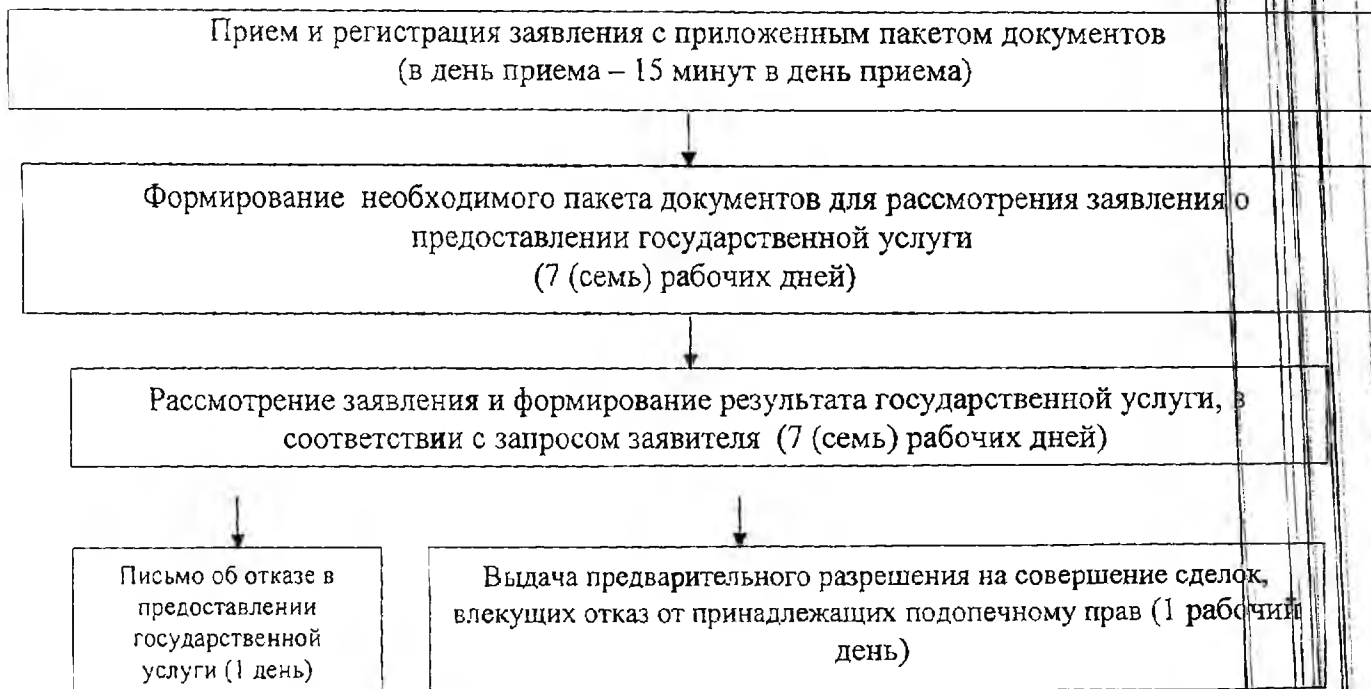 Прием и регистрация заявления с приложенным пакетом документов
(в день приема – 15 минут в день приема)
Формирование необходимого пакета документов для рассмотрения заявления о
предоставлении государственной услуги
(7 (семь) рабочих дней)
Рассмотрение заявления и формирование результата государственной услуги, в
соответствии с запросом заявителя (7 (семь) рабочих дней)
Письмо об отказе в
предоставлении
государственной
услуги (1 день)
Выдача предварительного разрешения на совершение сделок,
влекущих отказ от принадлежащих подопечному прав (1 рабочий
день)